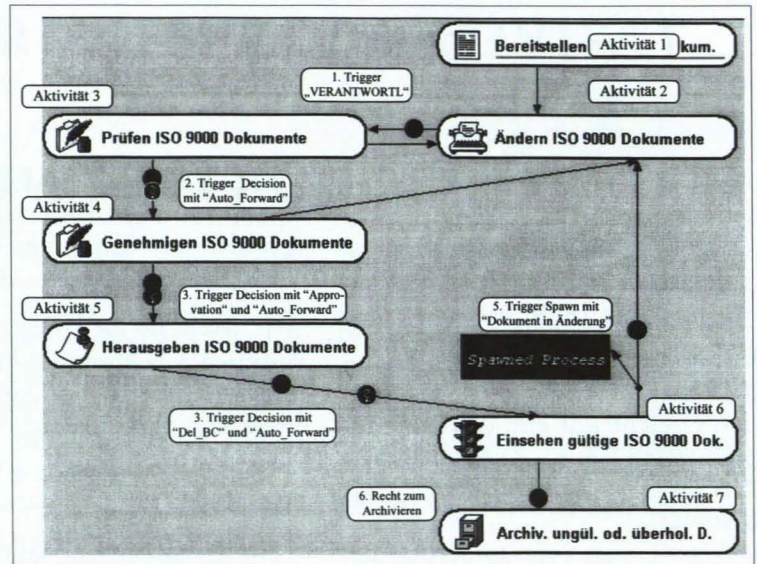 Bereitstellen
Aktivität 1
kum.
1. Trigger
„VERANTWORTL“
Aktivität 2
Aktivität 3
Prüfen ISO 9000 Dokumente
Ändern ISO 9000 Dokumente
2. Trigger Decision
mit “Auto_Forward”
Aktivität 4
Genehmigen ISO 9000 Dokumente
3. Trigger Decision mit “Appro-
vation“ und “Auto_Forward”
Aktivität 5
Herausgeben ISO 9000 Dokumente
5. Trigger Spawn mit
“Dokument in Änderung”
Spawned Process
3. Trigger Decision mit
“Del_BC“ und “Auto_Forward”
Aktivität 6
Einsehen gültige ISO 9000 Dok.
6. Recht zum
Archivieren
Aktivität 7
Archiv. ungül. od. überhol. D.